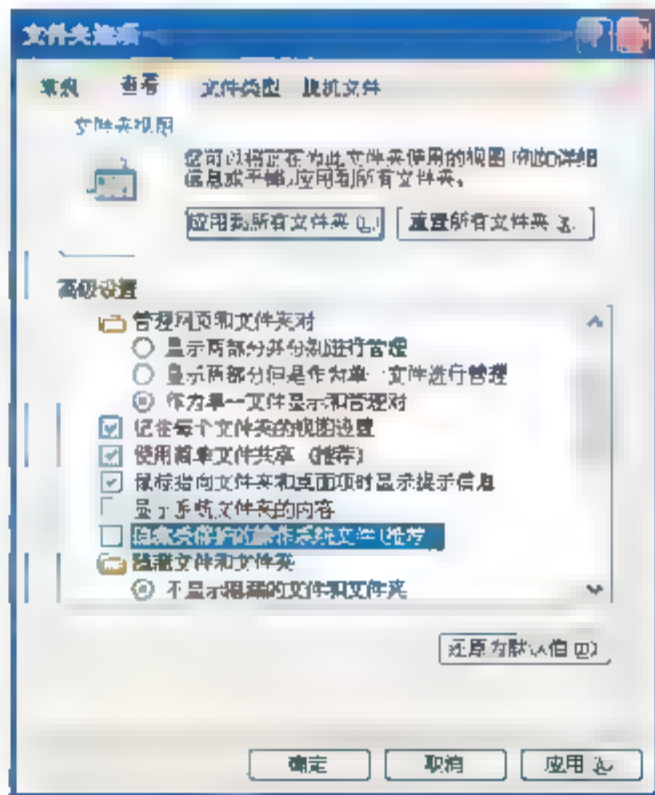 文件夹选项
常规 查看 文件类型 脱机文件
文件夹视图
您可以将正在为此文件夹使用的视图(例如详细
信息或平铺)应用到所有文件夹。
应用到所有文件夹(L) 重置所有文件夹(R)
高级设置
管理网页和文件夹对
显示两部分并分别进行管理
显示两部分但是作为单一文件进行管理
作为单一文件显示和管理对
记住每个文件夹的视图设置
使用简单文件共享 (推荐)
鼠标指向文件夹和桌面项时显示提示信息
显示系统文件夹的内容
隐藏受保护的操作系统文件(推荐
隐藏文件和文件夹
不显示隐藏的文件和文件夹
还原为默认值(D)
确定 取消 应用(A)